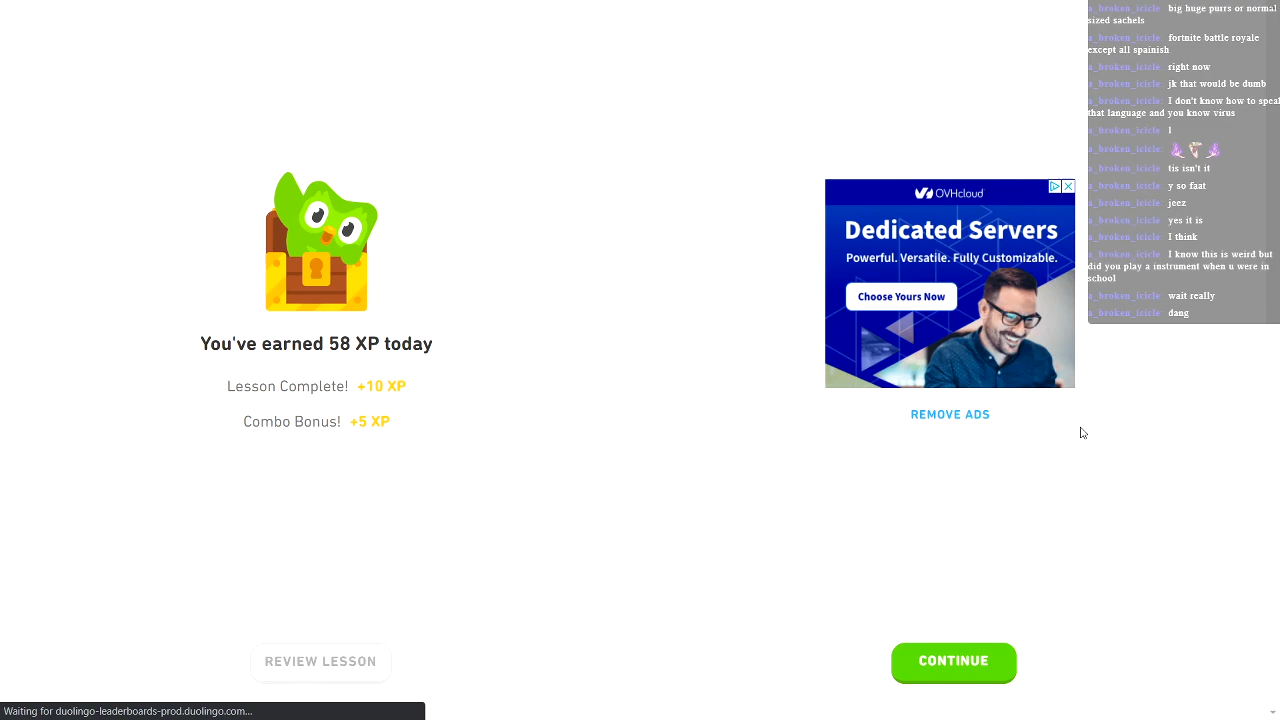 You've earned 58 XP today
Lesson Complete! +10 XP
Combo Bonus! +5 XP
REVIEW LESSON
OVHcloud
Dedicated Servers
Powerful. Versatile. Fully Customizable.
Choose Yours Now
REMOVE ADS
CONTINUE
a_broken_icicle: big huge purrs or normal
sized sachels
a_broken_icicle: fortnite battle royale
except all spainish
a_broken_icicle: right now
a_broken_icicle: jk that would be dumb
a_broken_icicle: I don't know how to speak
that language and you know virus
a_broken_icicle: l
a_broken_icicle:
a_broken_icicle: tis isn't it
a_broken_icicle: y so faat
a_broken_icicle: jeez
a_broken_icicle: yes it is
a_broken_icicle: I think
a_broken_icicle: I know this is weird but
did you play a instrument when u were in
school
a_broken_icicle: wait really
a_broken_icicle: dang
Waiting for duolingo-leaderboards-prod.duolingo.com...